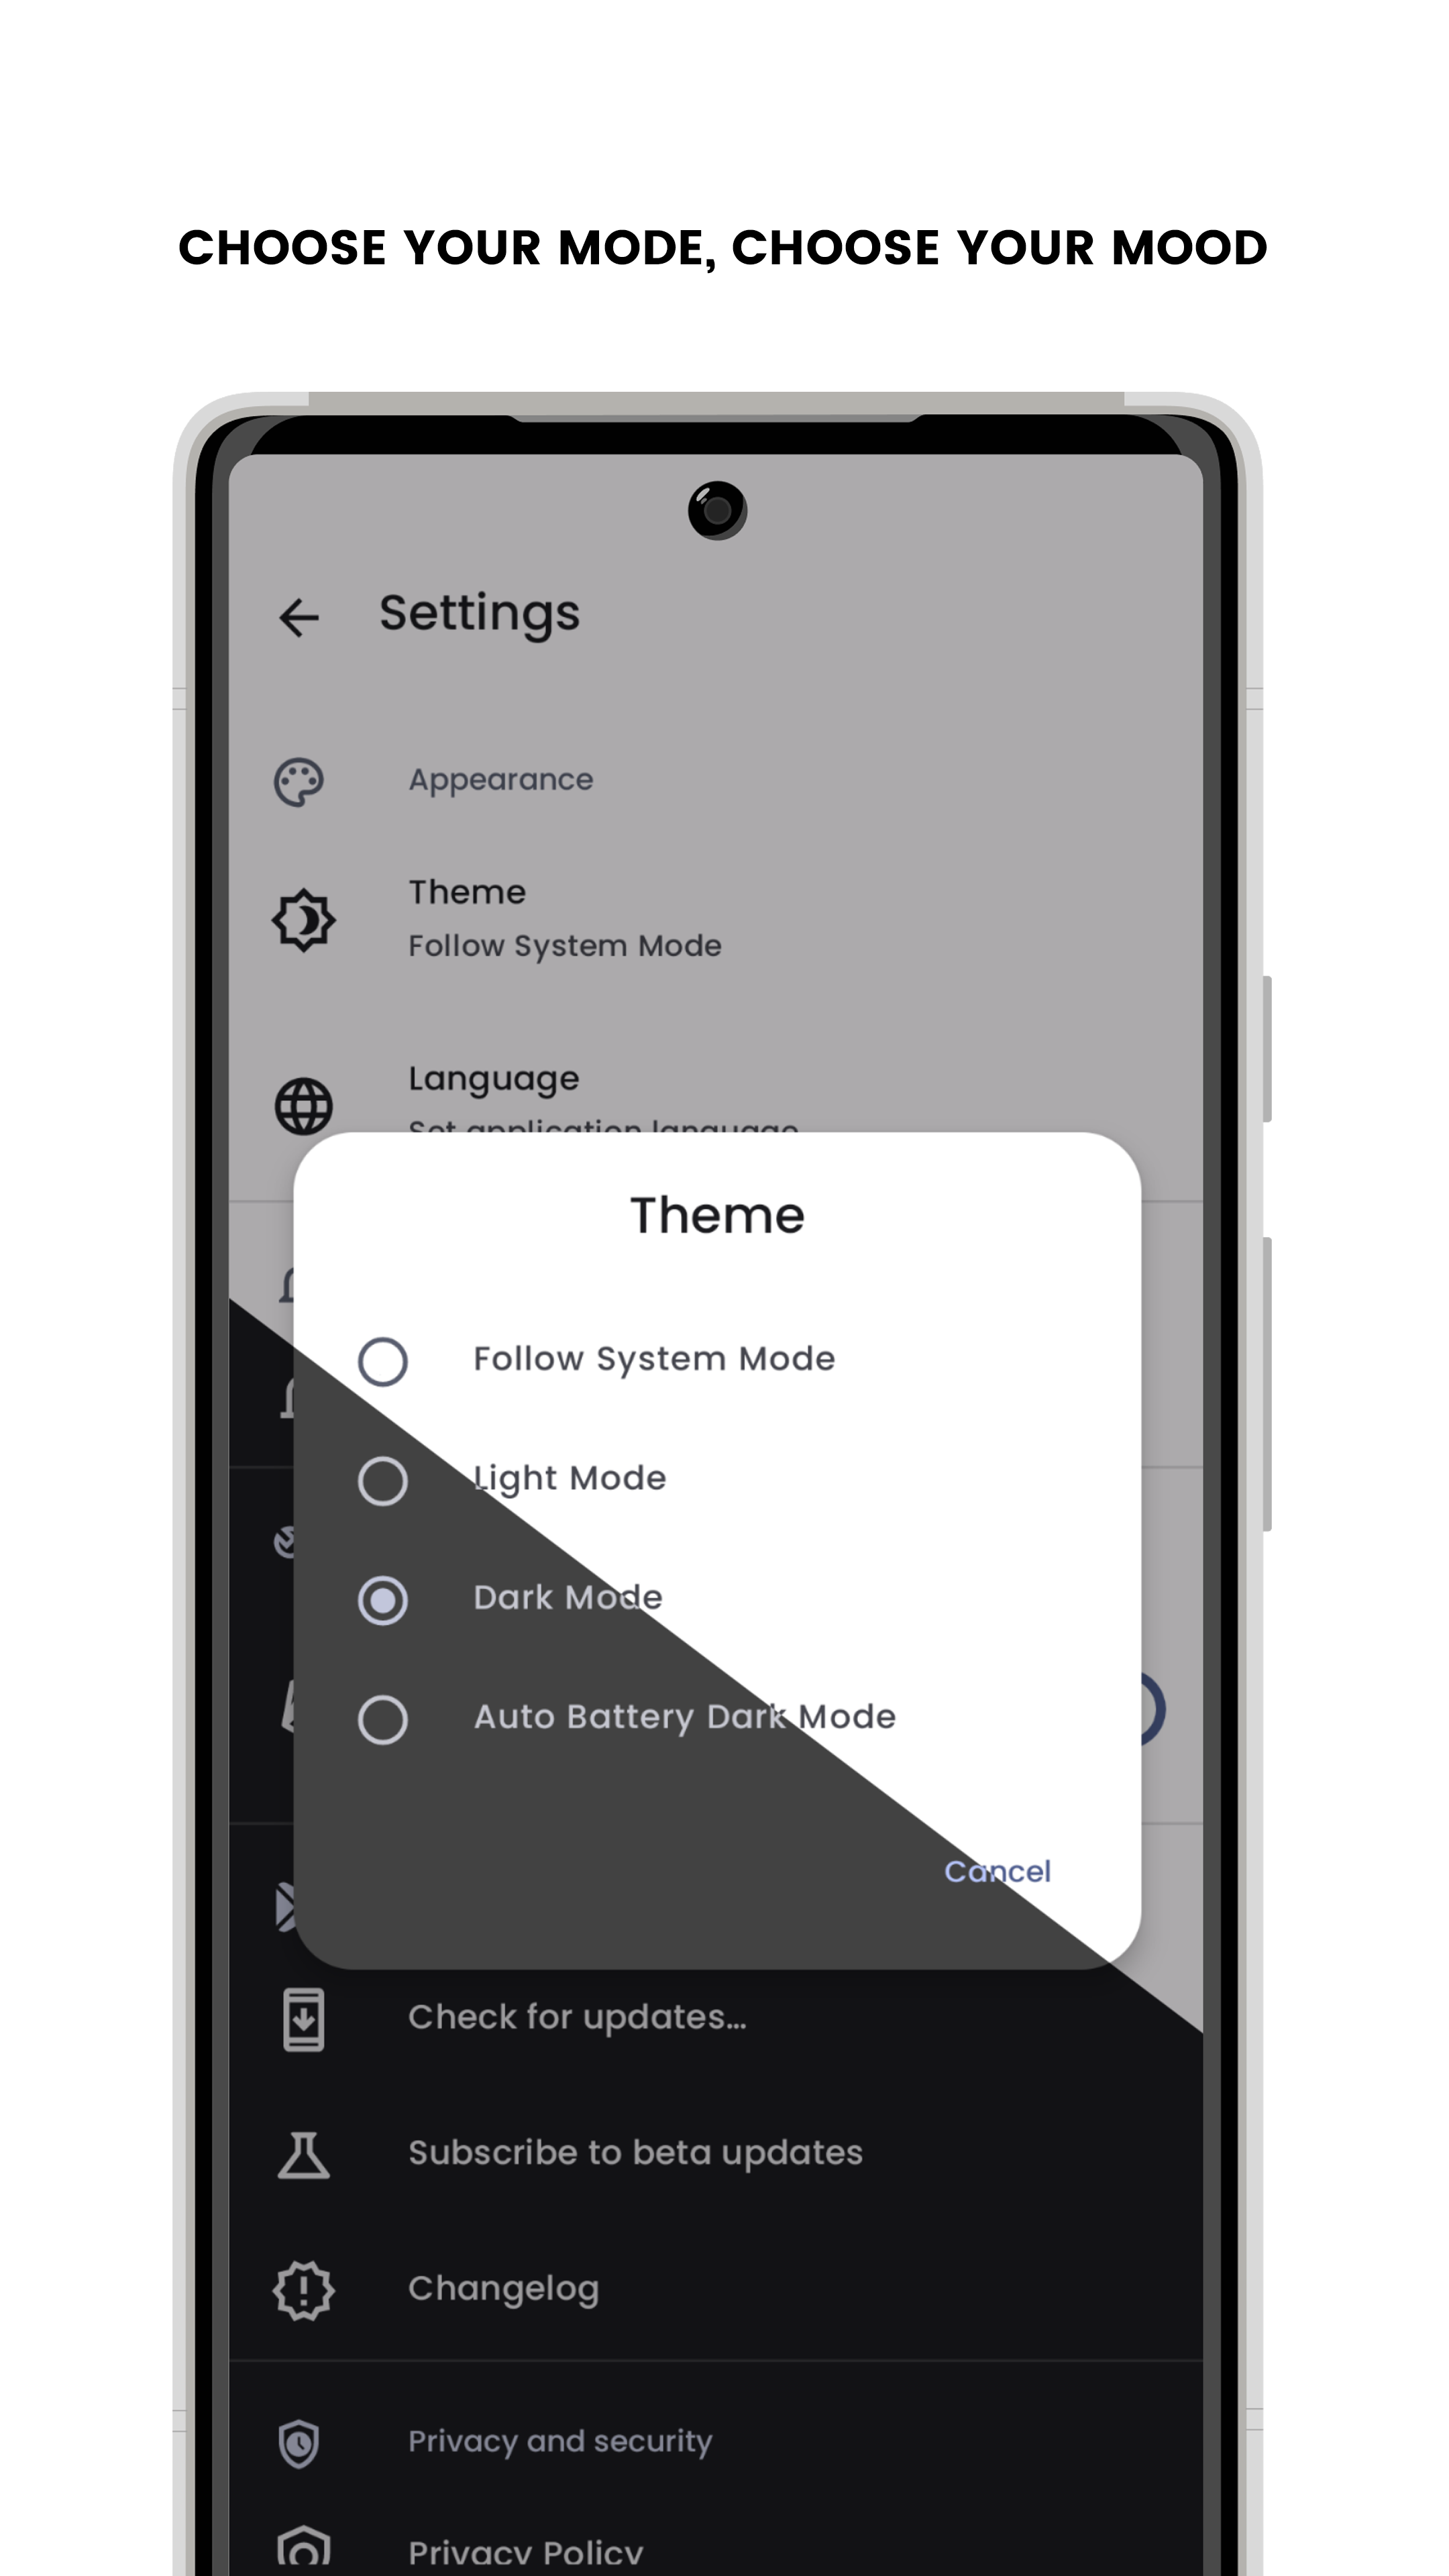 CHOOSE YOUR MODE, CHOOSE YOUR MOOD
Settings
Appearance
Theme
Follow System Mode
Language
Set application language
Theme
Follow System Mode
Light Mode
Dark Mode
Auto Battery Dark Mode
Cancel
Check for updates...
Subscribe to beta updates
Changelog
Privacy and security
Privacy Policy